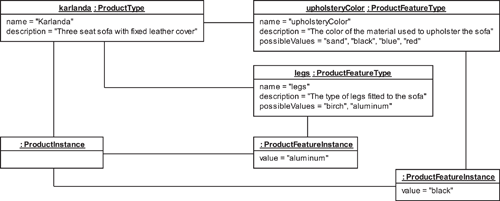 karlanda : ProductType
name = "Karlanda"
description = "Three seat sofa with fixed leather cover"
upholsteryColor : ProductFeatureType
name = "upholsteryColor"
description = "The color of the material used to upholster the sofa"
possibleValues = "sand", "black", "blue", "red"
legs : ProductFeatureType
name = "legs"
description = "The type of legs fitted to the sofa"
possibleValues = "birch", "aluminum"
: ProductInstance
: ProductFeatureInstance
value = "aluminum"
: ProductFeatureInstance
value = "black"